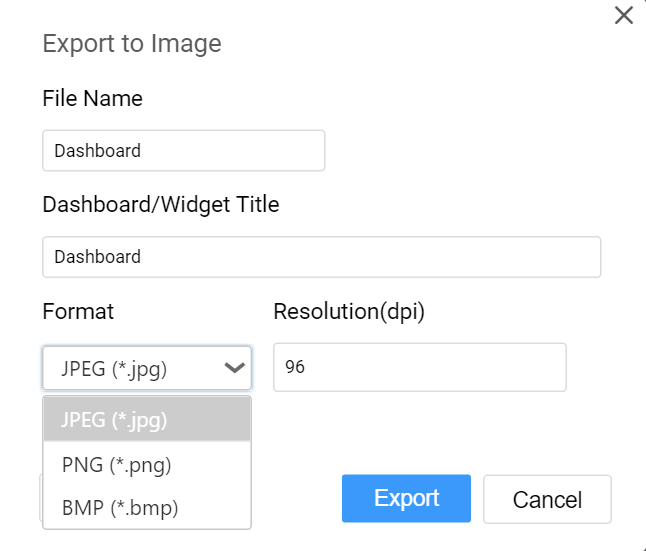 Export to Image
File Name
Dashboard
Dashboard/Widget Title
Dashboard
Format
Resolution(dpi)
JPEG (*.jpg)
96
JPEG (*.jpg)
PNG (*.png)
BMP (*.bmp)
Export
Cancel